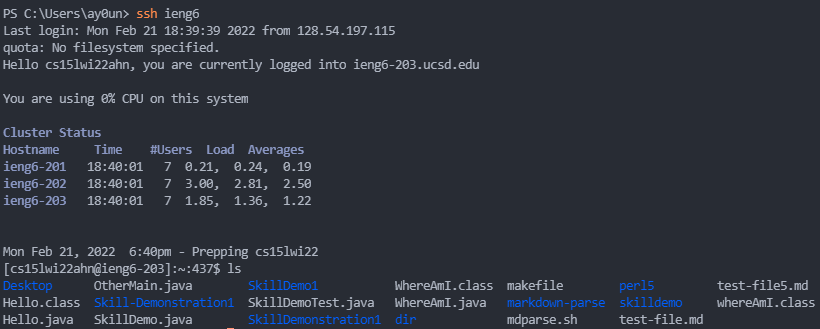 PS C:\Users\ay0un> ssh ieng6
Last login: Mon Feb 21 18:39:39 2022 from 128.54.197.115
quota: No filesystem specified.
Hello cs15lwi22ahn, you are currently logged into ieng6-203.ucsd.edu
You are using 0% CPU on this system
Cluster Status
Hostname     Time    #Users  Load  Averages
ieng6-201   18:40:01   7  0.21,  0.24,  0.19
ieng6-202   18:40:01   7  3.00,  2.81,  2.50
ieng6-203   18:40:01   7  1.85,  1.36,  1.22
Mon Feb 21, 2022  6:40pm - Prepping cs15lwi22
[cs15lwi22ahn@ieng6-203]:~:437$ ls
Desktop      OtherMain.java        SkillDemo1           WhereAmI.class  makefile        perl5         test-file5.md
Hello.class  Skill-Demonstration1  SkillDemoTest.java   WhereAmI.java   markdown-parse  skilldemo     whereAmI.class
Hello.java   SkillDemo.java        SkillDemonstration1  dir             mdparse.sh      test-file.md